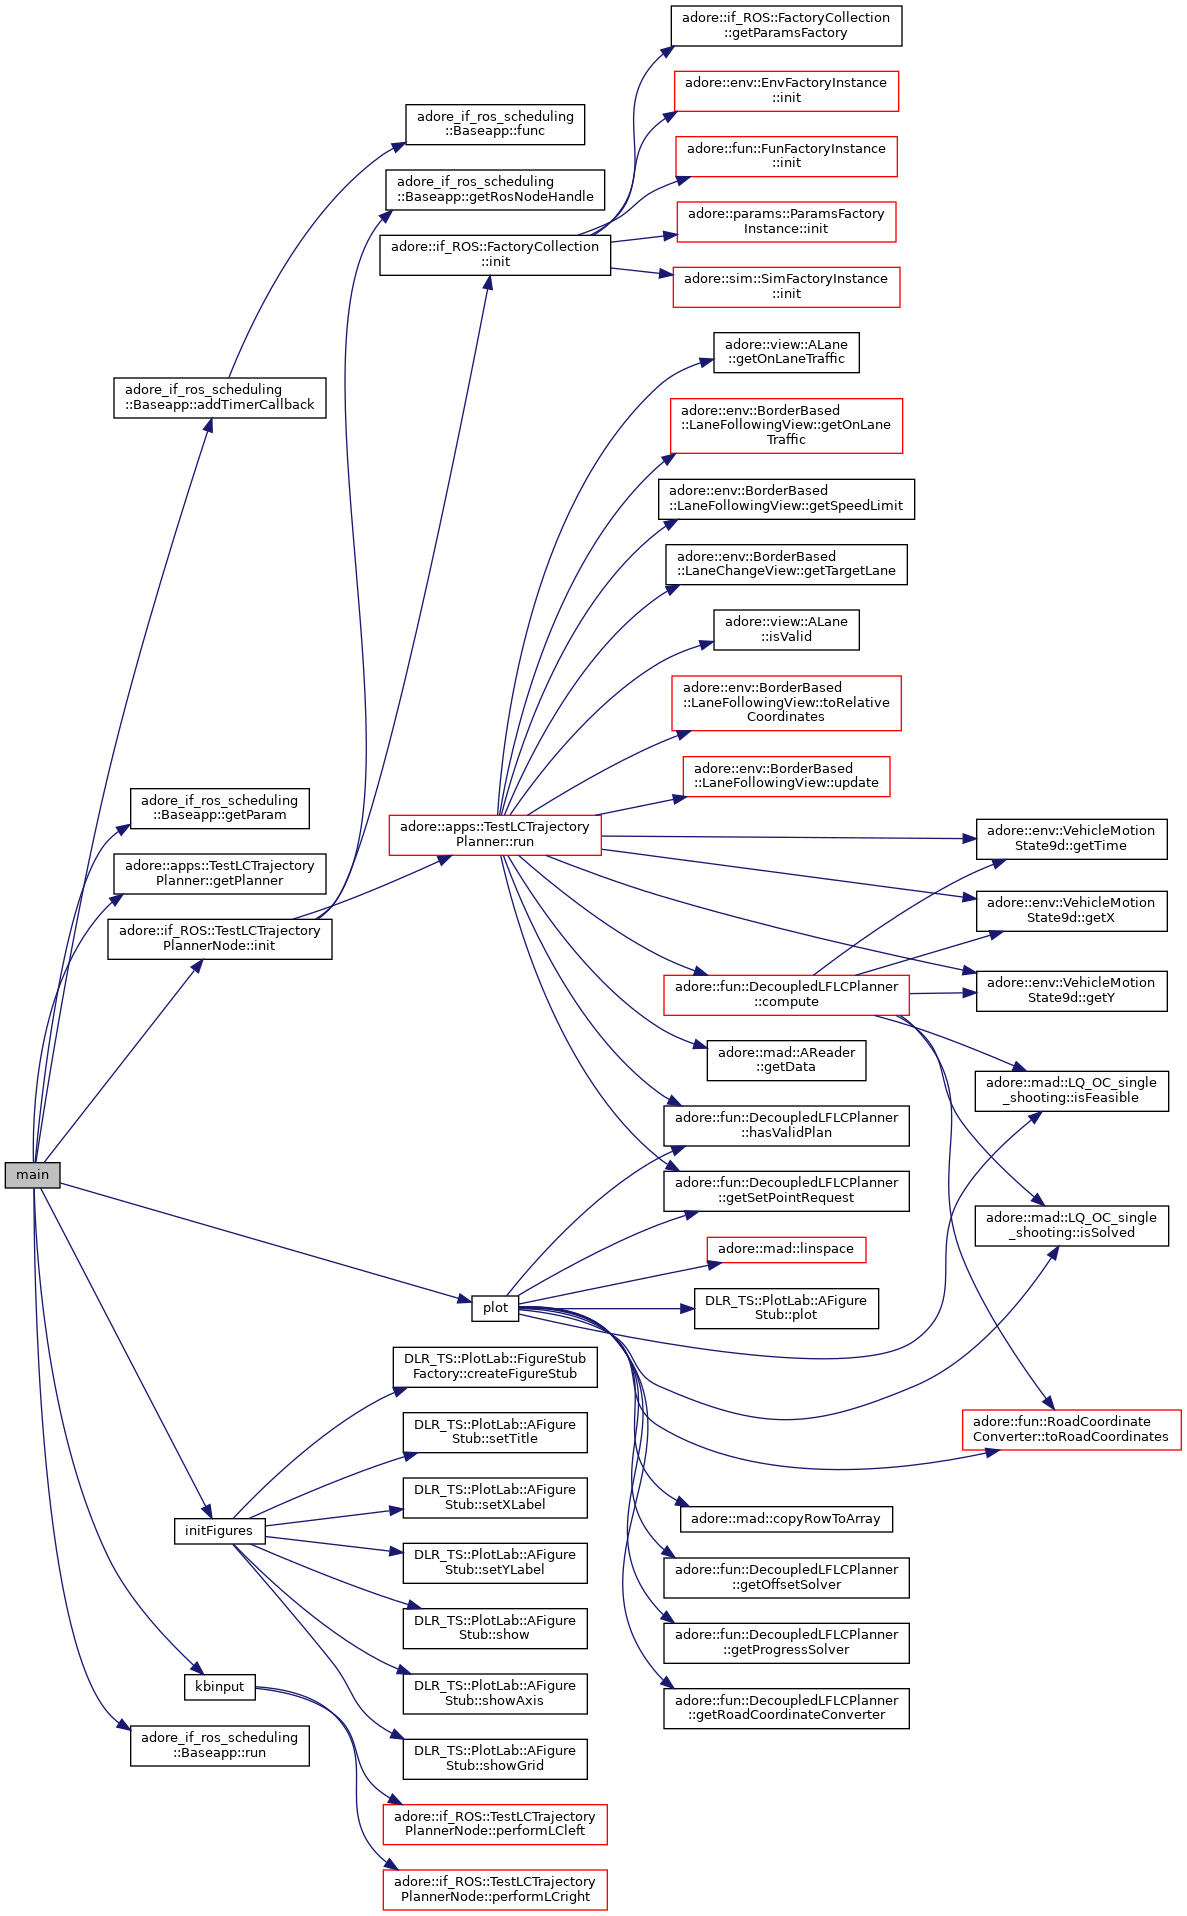 adore::if_ROS::FactoryCollection
::getParamsFactory
adore::env::EnvFactoryInstance
::init
adore_if_ros_scheduling
::Baseapp::func
adore::fun::FunFactoryInstance
::init
adore_if_ros_scheduling
::Baseapp::getRosNodeHandle
adore::params::ParamsFactory
Instance::init
adore::if_ROS::FactoryCollection
::init
adore::sim::SimFactoryInstance
::init
adore::view::ALane
::getOnLaneTraffic
adore_if_ros_scheduling
::Baseapp::addTimerCallback
adore::env::BorderBased
::LaneFollowingView::getOnLane
Traffic
adore::env::BorderBased
::LaneFollowingView::getSpeedLimit
adore::env::BorderBased
::LaneChangeView::getTargetLane
adore::view::ALane
::isValid
adore::env::BorderBased
::LaneFollowingView::toRelative
Coordinates
adore::env::BorderBased
::LaneFollowingView::update
adore_if_ros_scheduling
::Baseapp::getParam
adore::apps::TestLCTrajectory
Planner::run
adore::env::VehicleMotion
State9d::getTime
adore::apps::TestLCTrajectory
Planner::getPlanner
adore::env::VehicleMotion
State9d::getX
adore::if_ROS::TestLCTrajectory
PlannerNode::init
adore::env::VehicleMotion
State9d::getY
adore::fun::DecoupledLFLCPlanner
::compute
adore::mad::AReader
::getData
adore::mad::LQ_OC_single
_shooting::isFeasible
adore::fun::DecoupledLFLCPlanner
::hasValidPlan
main
adore::fun::DecoupledLFLCPlanner
::getSetPointRequest
adore::mad::LQ_OC_single
_shooting::isSolved
adore::mad::linspace
plot
DLR_TS::PlotLab::AFigure
Stub::plot
DLR_TS::PlotLab::FigureStub
Factory::createFigureStub
DLR_TS::PlotLab::AFigure
Stub::setTitle
adore::fun::RoadCoordinate
Converter::toRoadCoordinates
DLR_TS::PlotLab::AFigure
Stub::setXLabel
adore::mad::copyRowToArray
initFigures
DLR_TS::PlotLab::AFigure
Stub::setYLabel
adore::fun::DecoupledLFLCPlanner
::getOffsetSolver
DLR_TS::PlotLab::AFigure
Stub::show
adore::fun::DecoupledLFLCPlanner
::getProgressSolver
kbinput
DLR_TS::PlotLab::AFigure
Stub::showAxis
adore::fun::DecoupledLFLCPlanner
::getRoadCoordinateConverter
adore_if_ros_scheduling
::Baseapp::run
DLR_TS::PlotLab::AFigure
Stub::showGrid
adore::if_ROS::TestLCTrajectory
PlannerNode::performLCleft
adore::if_ROS::TestLCTrajectory
PlannerNode::performLCright